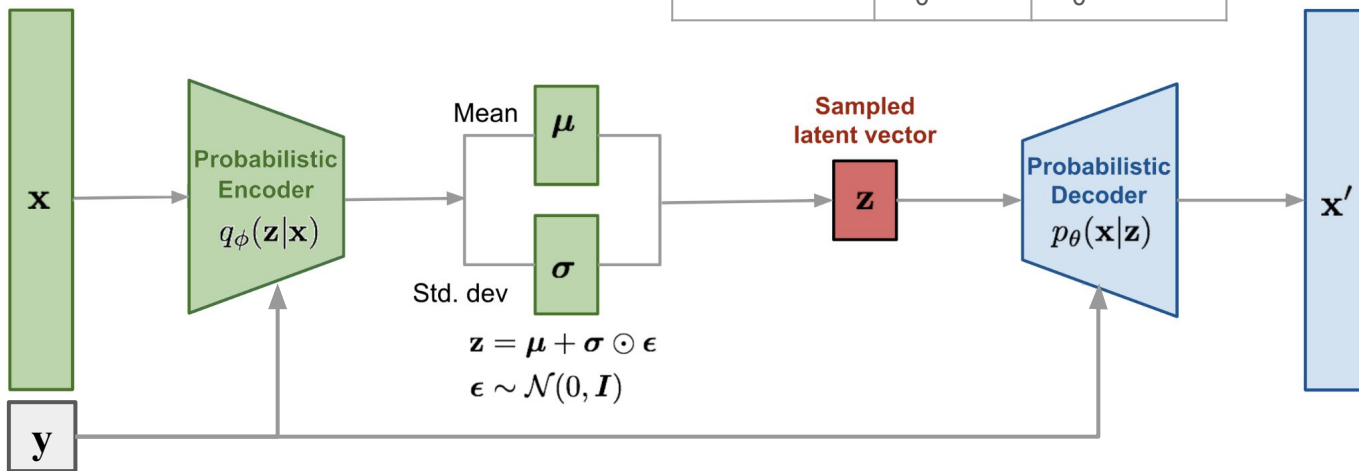 x
Probabilistic
Encoder
qϕ(z|x)
Mean
μ
σ
Std. dev
z = μ + σ ⊙ ϵ
ϵ ∼ 𝒩(0, I)
Sampled
latent vector
z
Probabilistic
Decoder
pθ(x|z)
x′
y